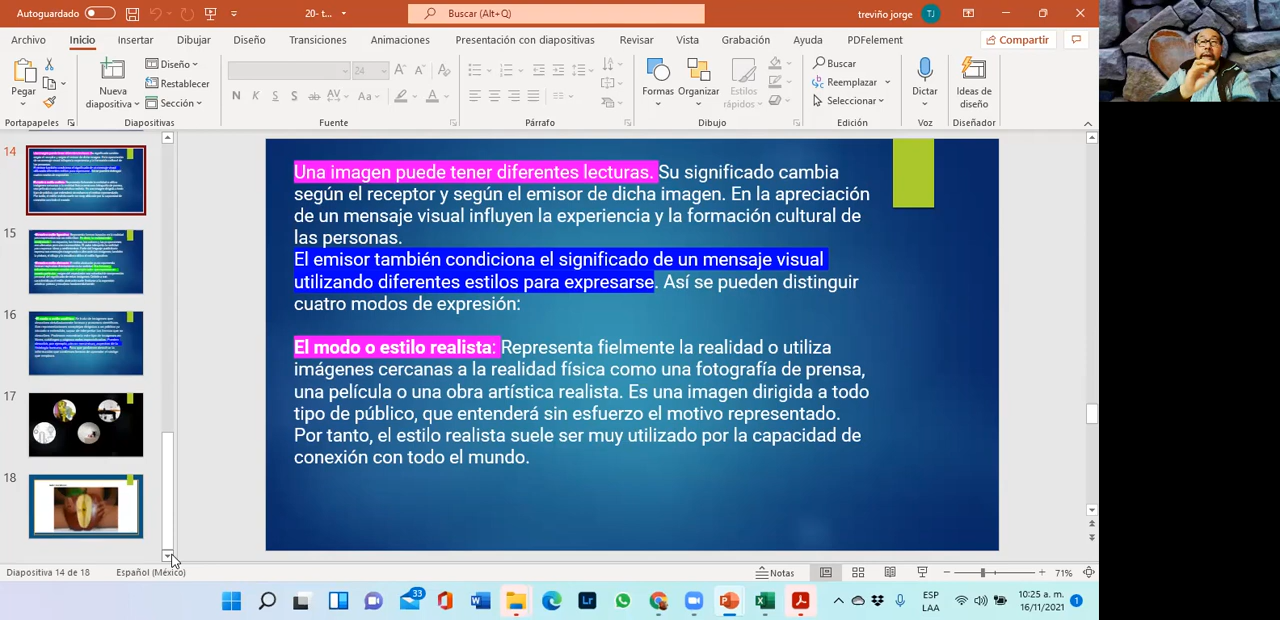 Autoguardado
20- t...
Buscar (Alt+Q)
treviño jorge
TJ
Archivo
Inicio
Insertar
Dibujar
Diseño
Transiciones
Animaciones
Presentación con diapositivas
Revisar
Vista
Grabación
Ayuda
PDFelement
Compartir
Pegar
Nueva
diapositiva
Diseño
Restablecer
Sección
24
N
K
S
S
ab
AV
Aa
A
Formas
Organizar
Estilos
rápidos
Buscar
Reemplazar
Seleccionar
Dictar
Ideas de
diseño
Portapapeles
Diapositivas
Fuente
Párrafo
Dibujo
Edición
Voz
Diseñador
14
15
16
17
18
Una imagen puede tener diferentes lecturas. Su significado cambia
según el receptor y según el emisor de dicha imagen. En la apreciación
de un mensaje visual influyen la experiencia y la formación cultural de
las personas.
El emisor también condiciona el significado de un mensaje visual
utilizando diferentes estilos para expresarse. Así se pueden distinguir
cuatro modos de expresión:
El modo o estilo realista: Representa fielmente la realidad o utiliza
imágenes cercanas a la realidad física como una fotografía de prensa,
una película o una obra artística realista. Es una imagen dirigida a todo
tipo de público, que entenderá sin esfuerzo el motivo representado.
Por tanto, el estilo realista suele ser muy utilizado por la capacidad de
conexión con todo el mundo.
Diapositiva 14 de 18
Español (México)
Notas
71%
33
Lr
ESP
LAA
10:25 a. m.
16/11/2021
1